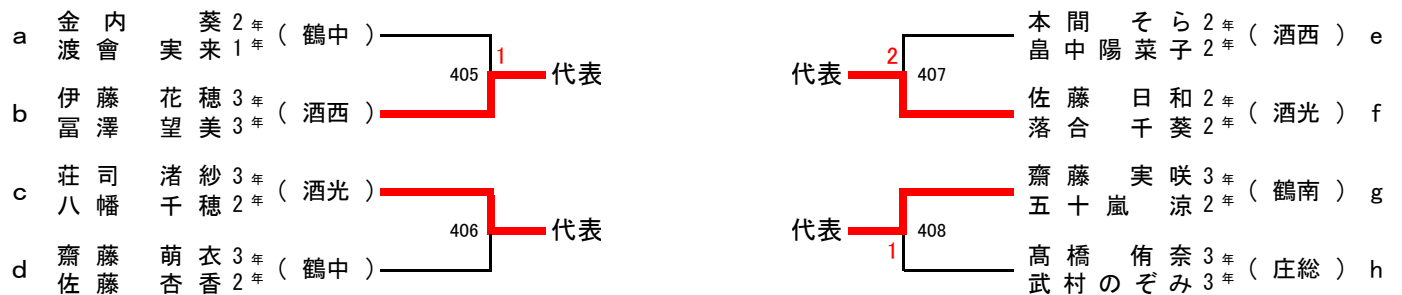 a 金内 葵 2年 ( 鶴中 )
渡會 実来 1年
1
405 代表
b 伊藤 花穂 3年 ( 酒西 )
冨澤 望美 3年
c 荘司 渚紗 3年 ( 酒光 )
八幡 千穂 2年
406 代表
d 齋藤 萌衣 3年 ( 鶴中 )
佐藤 杏香 2年
本間 そら 2年 ( 酒西 ) e
畠中陽菜子 2年
2
代表 407
佐藤 日和 2年 ( 酒光 ) f
落合 千葵 2年
齋藤 実咲 3年 ( 鶴南 ) g
五十嵐 涼 2年
代表 408
1
髙橋 侑奈 3年 ( 庄総 ) h
武村のぞみ 3年